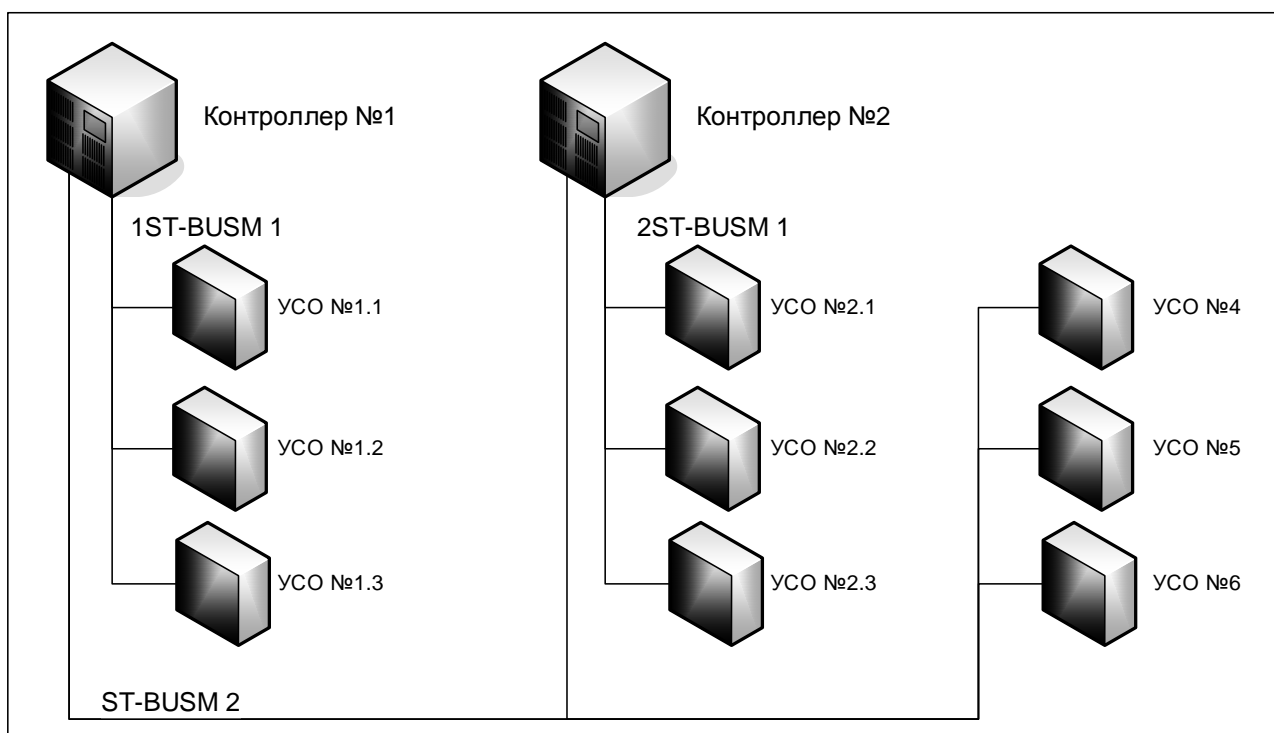 Контроллер №1
Контроллер №2
1ST-BUSM 1
2ST-BUSM 1
УСО №1.1
УСО №2.1
УСО №4
УСО №1.2
УСО №2.2
УСО №5
УСО №1.3
УСО №2.3
УСО №6
ST-BUSM 2